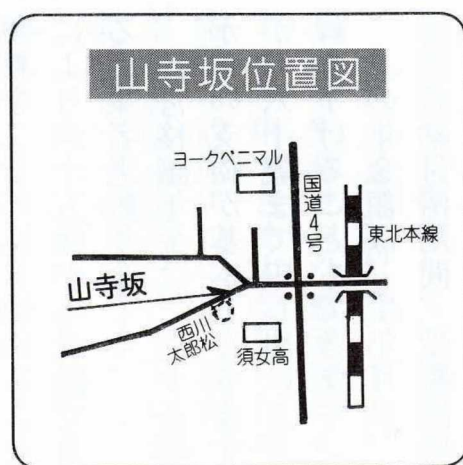 山寺坂位置図
ヨークベニマル
国道4号
東北本線
山寺坂
西川
太郎松
須女高